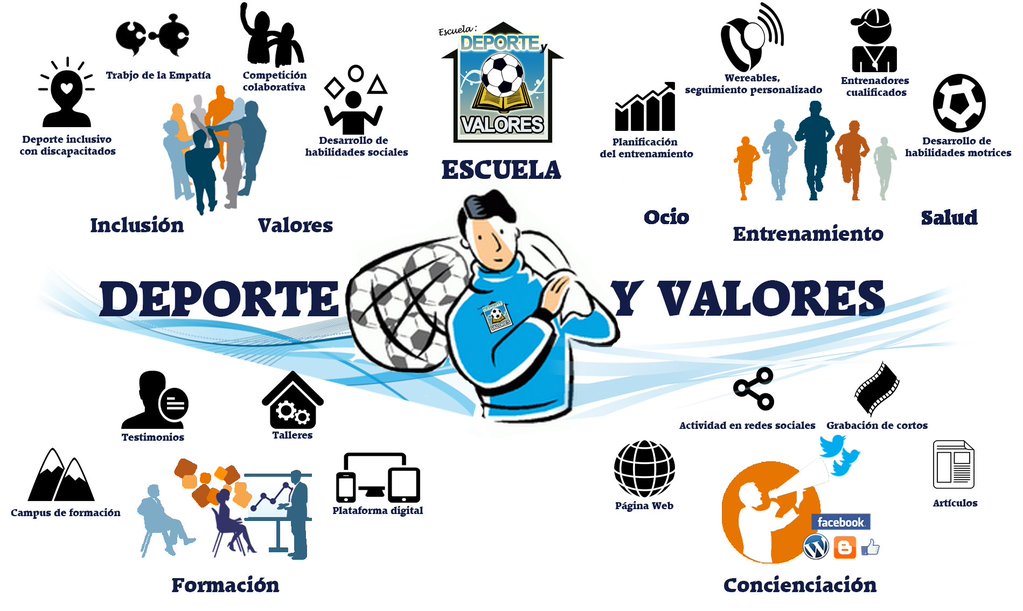 Escuela:
DEPORTE y
VALORES
ESCUELA
Trabjo de la Empatía
Competición
colaborativa
Deporte inclusivo
con discapacitados
Desarrollo de
habilidades sociales
Inclusión
Valores
Wereables,
seguimiento personalizado
Entrenadores
cualificados
Planificación
del entrenamiento
Desarrollo de
habilidades motrices
Ocio
Entrenamiento
Salud
DEPORTE Y VALORES
Testimonios
Talleres
Campus de formación
Plataforma digital
Formación
Actividad en redes sociales
Grabación de cortos
Página Web
Artículos
facebook
Concienciación